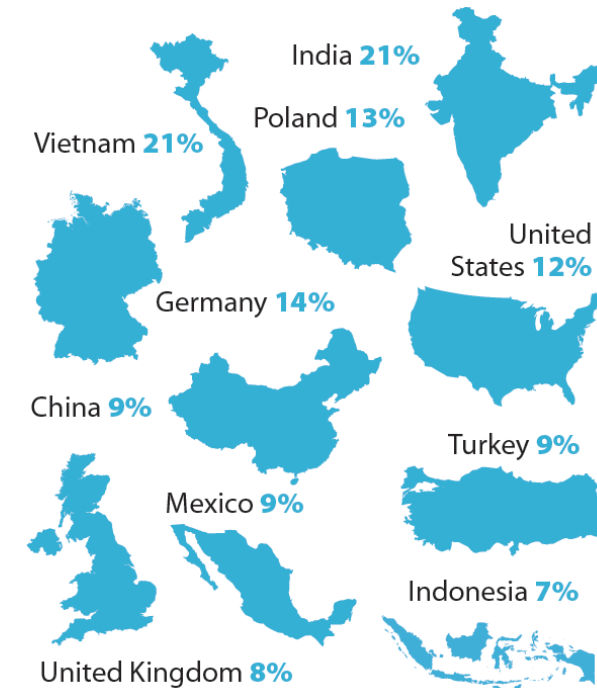 India 21%
Poland 13%
Vietnam 21%
United
States 12%
Germany 14%
China 9%
Turkey 9%
Mexico 9%
Indonesia 7%
United Kingdom 8%